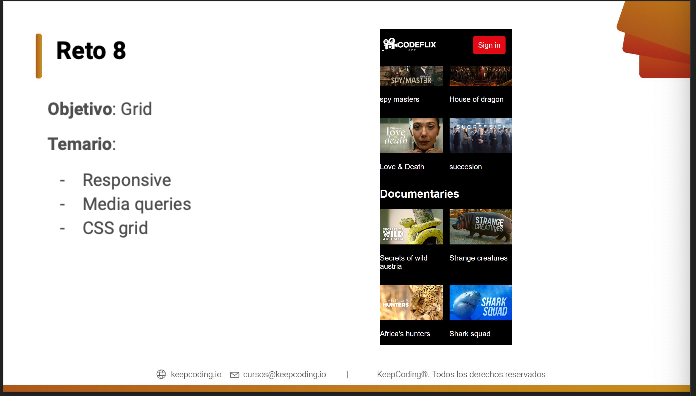 Reto 8
Objetivo: Grid
Temario:
- Responsive
- Media queries
- CSS grid
CODEFLIX
Sign in
SPY/MASTER
spy masters
House of dragon
love
death
SUCCESSION
Love & Death
succesion
Documentaries
WILD
STRANGE
CREATURES
Secrets of wild
austria
Strange creatures
HUNTERS
SHARK
SQUAD
Africa's hunters
Shark squad
keepcoding.io
cursos@keepcoding.io
|
KeepCoding®. Todos los derechos reservados